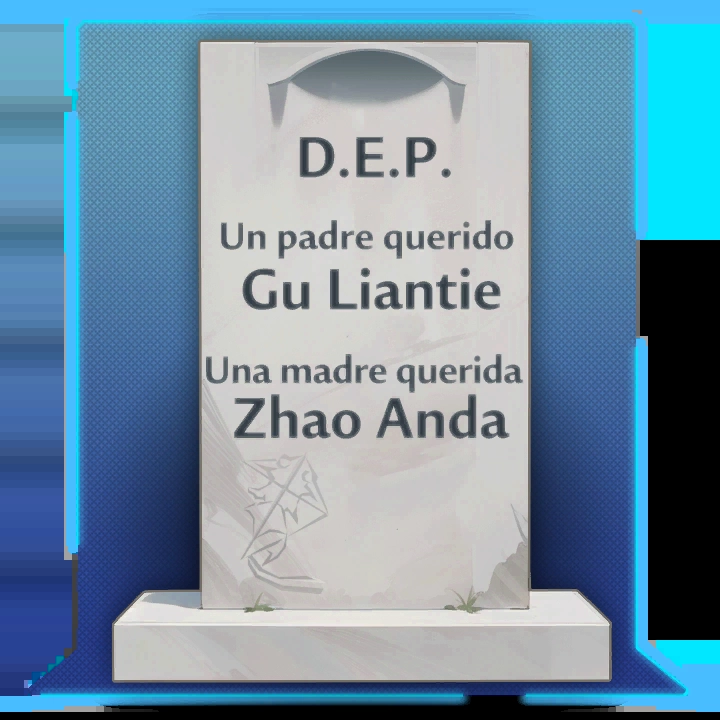 D.E.P.
Un padre querido
Gu Liantie
Una madre querida
Zhao Anda